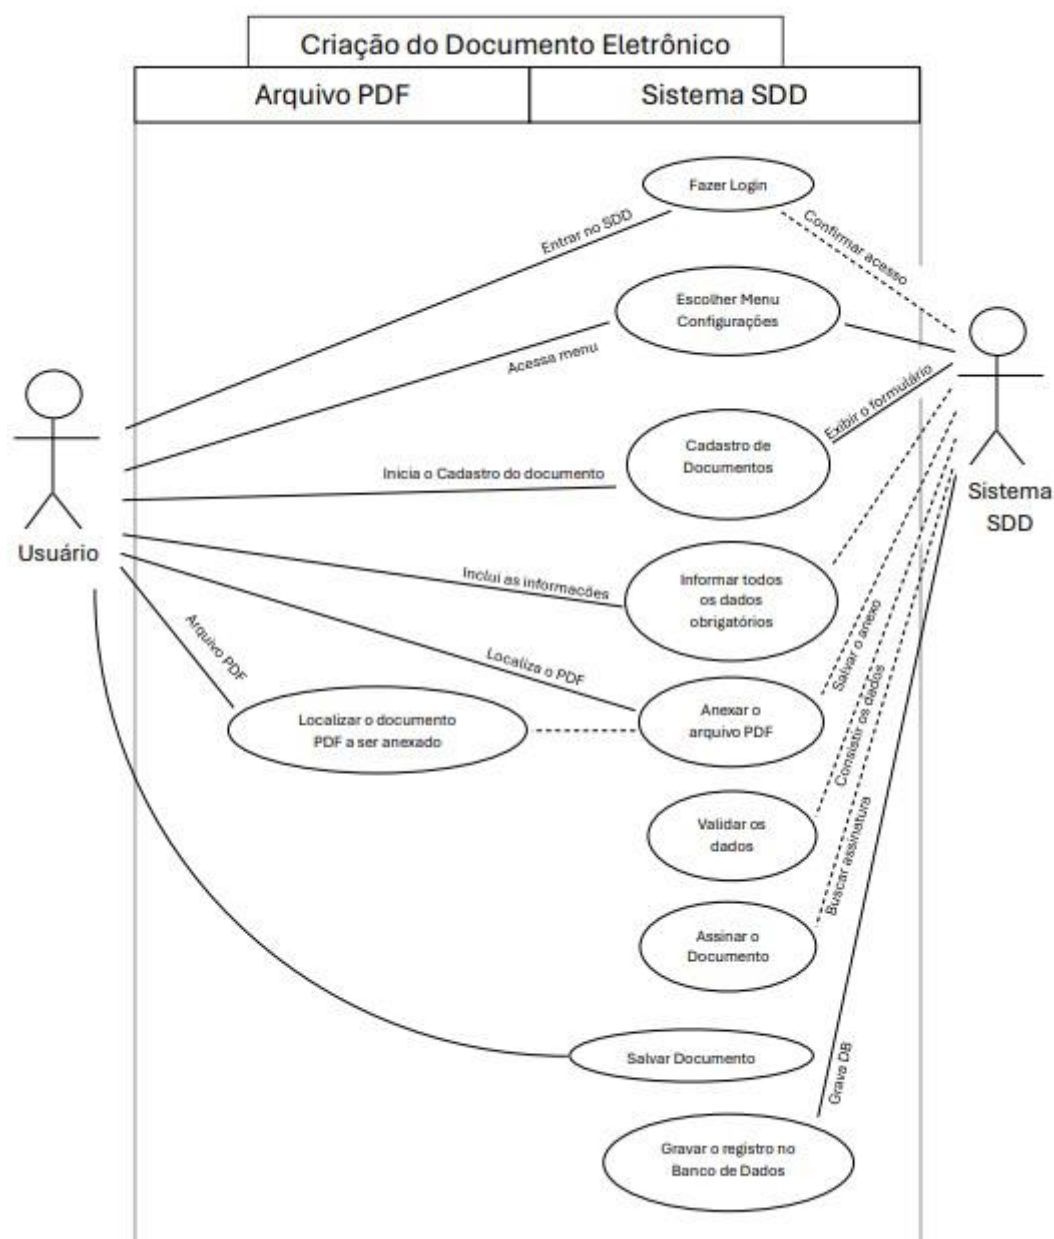 Criação do Documento Eletrônico
Arquivo PDF
Sistema SDD
Fazer Login
Entrar no SDD
Confirmar acesso
Escolher Menu
Configurações
Acessa menu
Exibir o formulário
Cadastro de
Documentos
Inicia o Cadastro do documento
Sistema
SDD
Usuário
Inclui as informacões
Informar todos
os dados
obrigatórios
Arquivo PDF
Localiza o PDF
Salvar o anexo
Localizar o documento
PDF a ser anexado
Anexar o
arquivo PDF
Consistir os dados
Validar os
dados
Buscar assinatura
Assinar o
Documento
Salvar Documento
Grava DB
Gravar o registro no
Banco de Dados